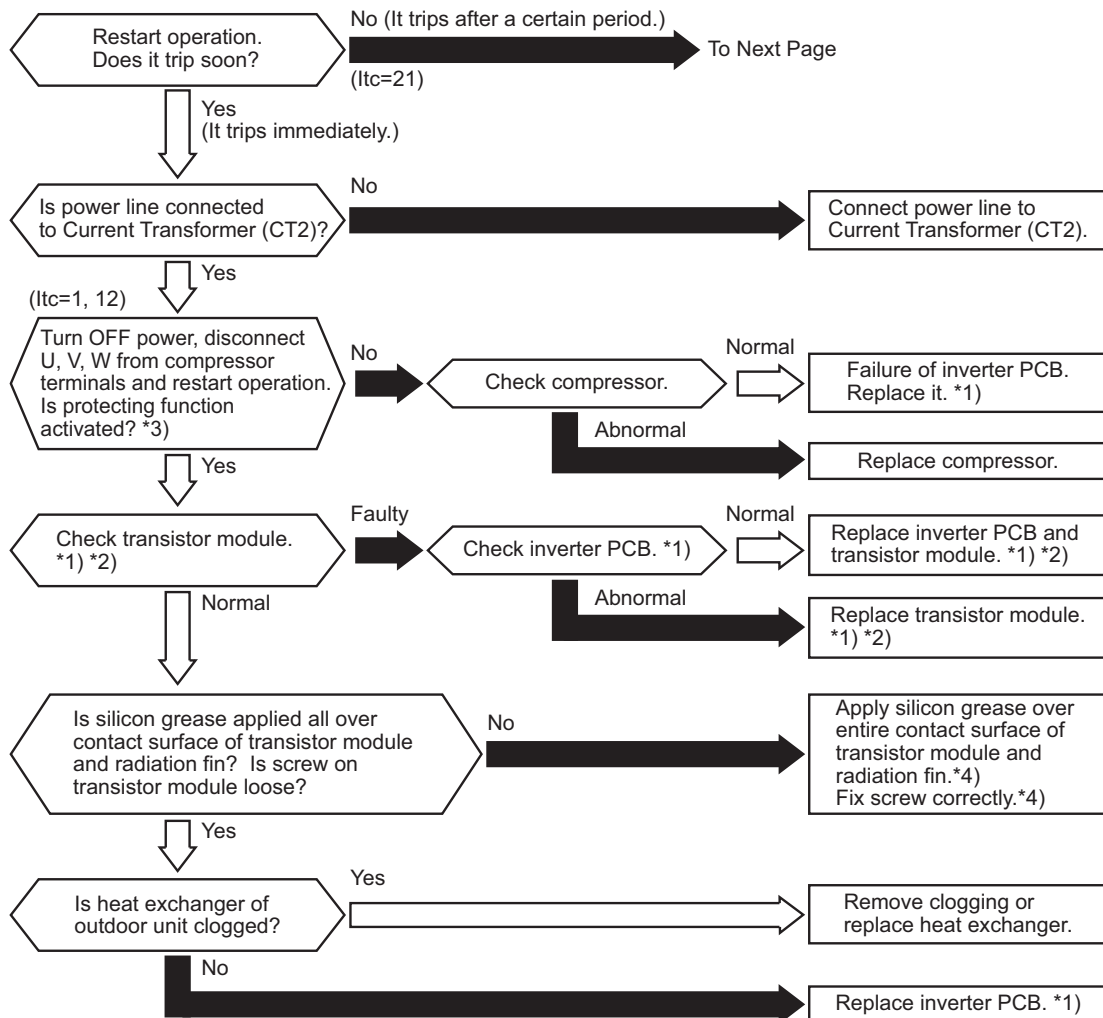 Restart operation.
Does it trip soon?
No (It trips after a certain period.)
(Itc=21)
To Next Page
Yes
(It trips immediately.)
Is power line connected
to Current Transformer (CT2)?
No
Connect power line to
Current Transformer (CT2).
Yes
(Itc=1, 12)
Turn OFF power, disconnect
U, V, W from compressor
terminals and restart operation.
Is protecting function
activated? *3)
No
Check compressor.
Normal
Failure of inverter PCB.
Replace it. *1)
Abnormal
Replace compressor.
Yes
Check transistor module.
*1) *2)
Faulty
Check inverter PCB. *1)
Normal
Replace inverter PCB and
transistor module. *1) *2)
Abnormal
Replace transistor module.
*1) *2)
Normal
Is silicon grease applied all over
contact surface of transistor module
and radiation fin? Is screw on
transistor module loose?
No
Apply silicon grease over
entire contact surface of
transistor module and
radiation fin.*4)
Fix screw correctly.*4)
Yes
Is heat exchanger of
outdoor unit clogged?
Yes
Remove clogging or
replace heat exchanger.
No
Replace inverter PCB. *1)